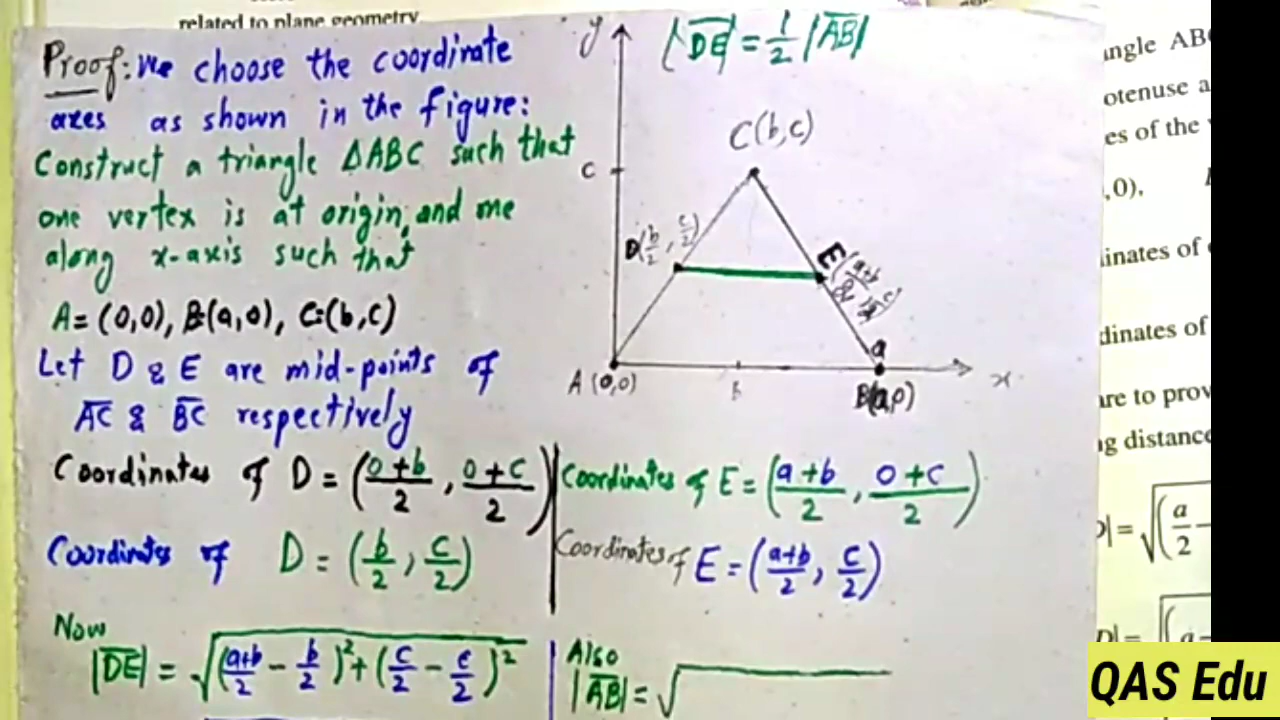 related to plane geometry
Proof: We choose the coordinate
axes as shown in the figure:
Construct a triangle ΔABC such that
one vertex is at origin, and one
along x-axis such that
A = (0,0), B=(a,0), C=(b,c)
Let D & E are mid-points of
AC & BC respectively
Coordinates of D = (0+b/2, 0+c/2)
Coordinates of D = (b/2, c/2)
Now
|DE| = √((a+b/2 - b/2)² + (c/2 - c/2)²
|DE| = 1/2 |AB|
y
C(b,c)
c
D(b/2, c/2)
E(a+b/2, c/2)
a
A (0,0)
b
B(a,0)
x
Coordinates of E = (a+b/2, 0+c/2)
Coordinates of E = (a+b/2, c/2)
Also
|AB| = √
angle AB
otenuse a
es of the
,0).
inates of
dinates of
are to prov
ng distance
| = √(a/2 -
QAS Edu